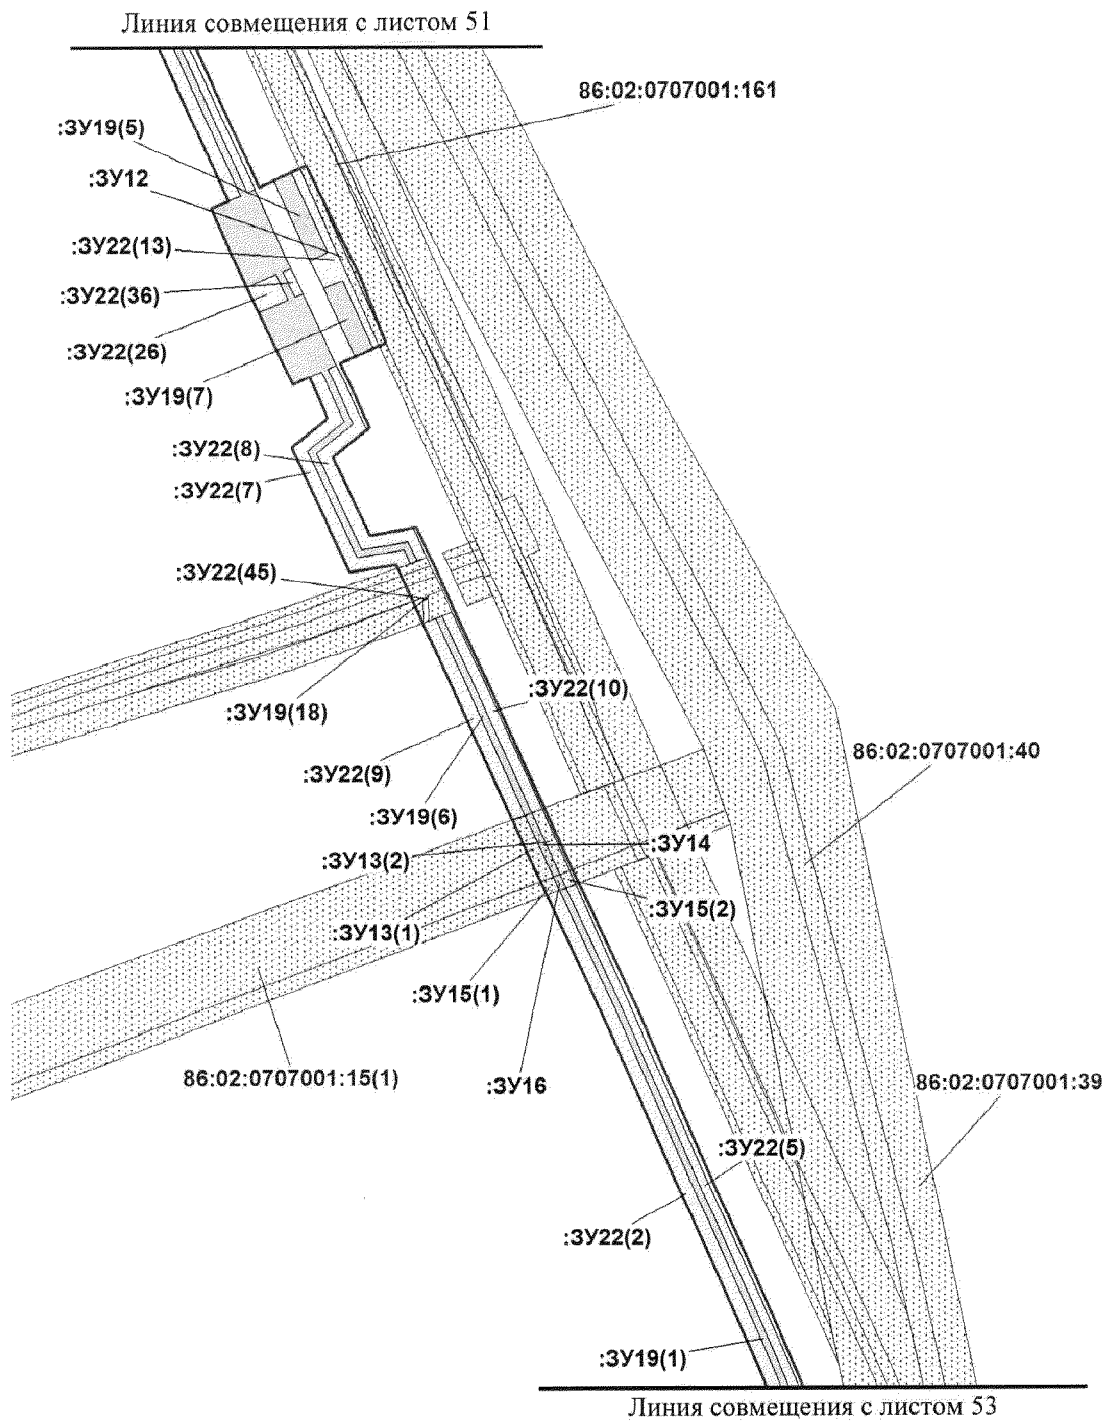 Линия совмещения с листом 51
86:02:0707001:161
:ЗУ19(5)
:ЗУ12
:ЗУ22(13)
:ЗУ22(36)
:ЗУ22(26)
:ЗУ19(7)
:ЗУ22(8)
:ЗУ22(7)
:ЗУ22(45)
:ЗУ22(10)
:ЗУ19(18)
86:02:0707001:40
:ЗУ22(9)
:ЗУ19(6)
:ЗУ14
:ЗУ13(2)
:ЗУ15(2)
:ЗУ13(1)
:ЗУ15(1)
86:02:0707001:15(1)
:ЗУ16
86:02:0707001:39
:ЗУ22(5)
:ЗУ22(2)
:ЗУ19(1)
Линия совмещения с листом 53